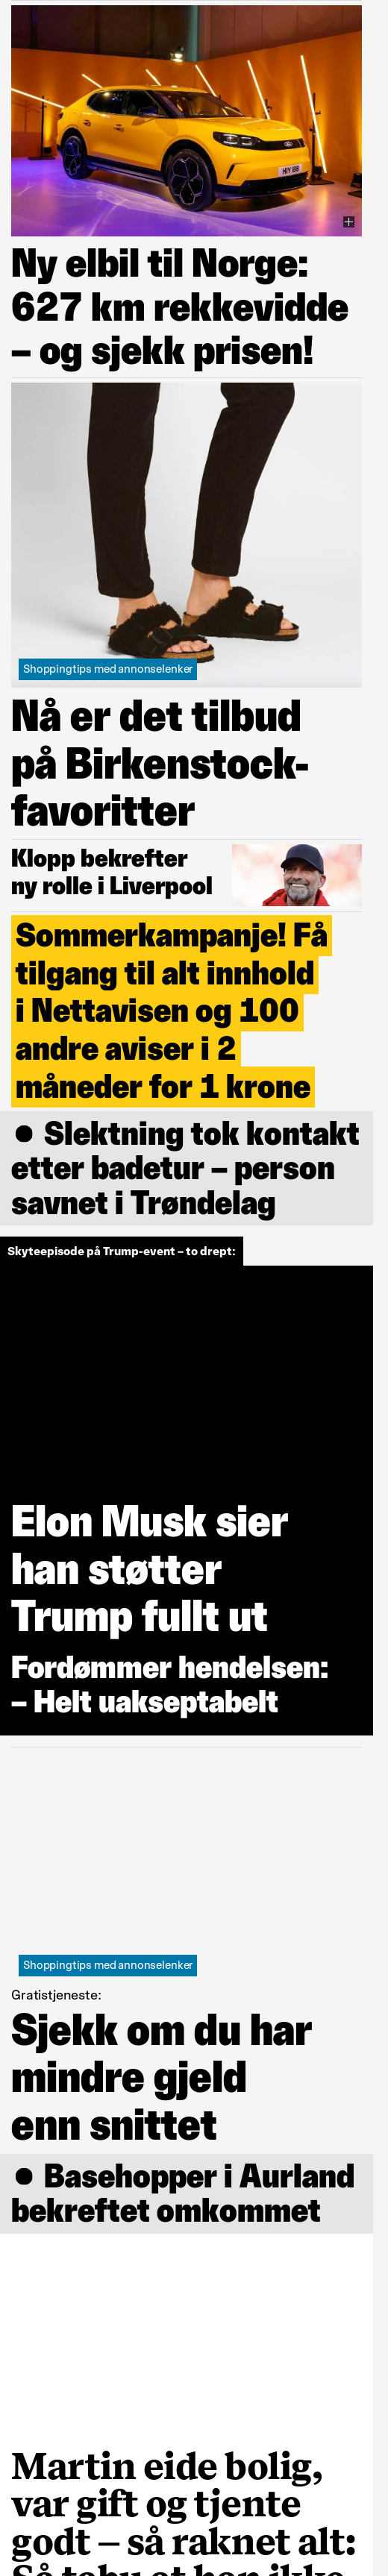 Ny elbil til Norge:
627 km rekkevidde
– og sjekk prisen!
Shoppingtips med annonselenker
Nå er det tilbud
på Birkenstock-
favoritter
Klopp bekrefter
ny rolle i Liverpool
Sommerkampanje! Få
tilgang til alt innhold
i Nettavisen og 100
andre aviser i 2
måneder for 1 krone
● Slektning tok kontakt
etter badetur – person
savnet i Trøndelag
Skyteepisode på Trump-event – to drept:
Elon Musk sier
han støtter
Trump fullt ut
Fordømmer hendelsen:
– Helt uakseptabelt
Shoppingtips med annonselenker
Gratistjeneste:
Sjekk om du har
mindre gjeld
enn snittet
● Basehopper i Aurland
bekreftet omkommet
Martin eide bolig,
var gift og tjente
godt – så raknet alt: